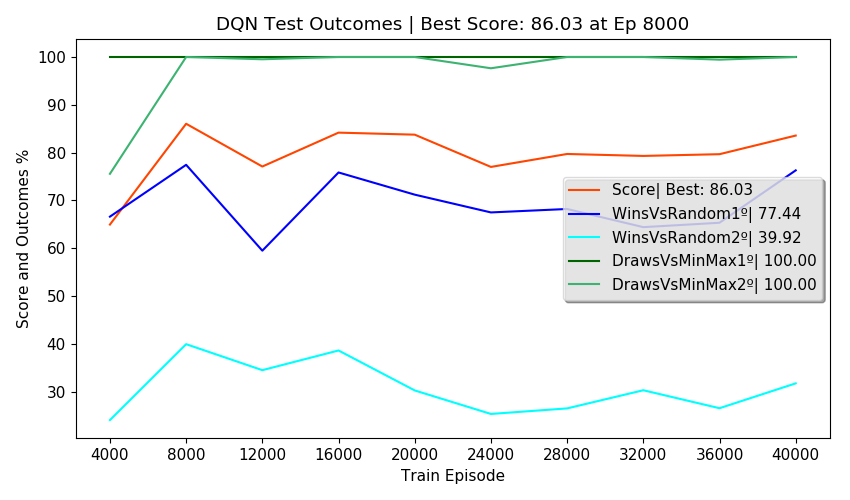 DQN Test Outcomes | Best Score: 86.03 at Ep 8000
100
90
80
70
60
50
40
30
Score and Outcomes %
Score| Best: 86.03
WinsVsRandom1º| 77.44
WinsVsRandom2º| 39.92
DrawsVsMinMax1º| 100.00
DrawsVsMinMax2º| 100.00
4000 8000 12000 16000 20000 24000 28000 32000 36000 40000
Train Episode